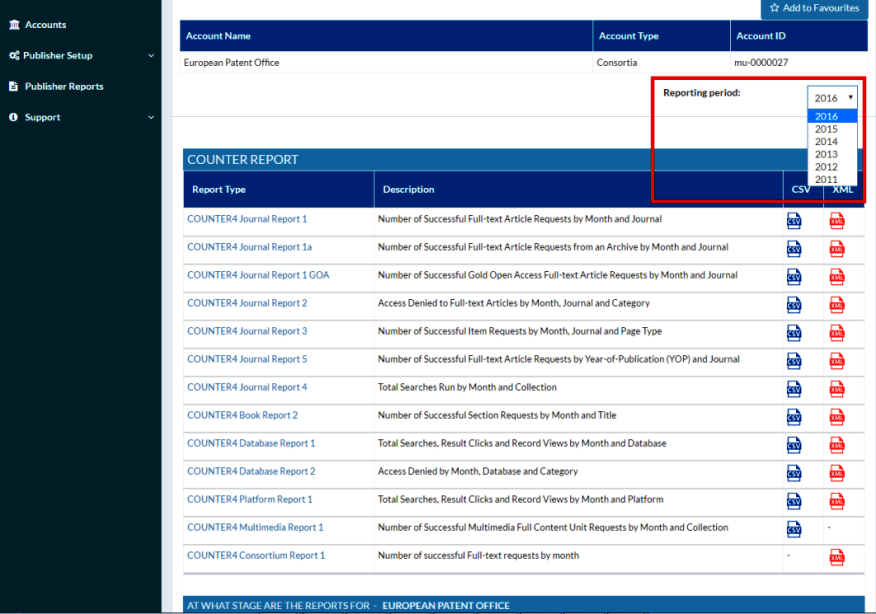 Accounts
Publisher Setup
Publisher Reports
Support
Add to Favourites
Account Name Account Type Account ID
European Patent Office Consortia mu-0000027
Reporting period: 2016
2016
2015
2014
2013
2012
2011
COUNTER REPORT
Report Type Description CSV XML
COUNTER4 Journal Report 1 Number of Successful Full-text Article Requests by Month and Journal CSV XML
COUNTER4 Journal Report 1a Number of Successful Full-text Article Requests from an Archive by Month and Journal CSV XML
COUNTER4 Journal Report 1 GOA Number of Successful Gold Open Access Full-text Article Requests by Month and Journal CSV XML
COUNTER4 Journal Report 2 Access Denied to Full-text Articles by Month, Journal and Category CSV XML
COUNTER4 Journal Report 3 Number of Successful Item Requests by Month, Journal and Page Type CSV XML
COUNTER4 Journal Report 5 Number of Successful Full-text Article Requests by Year-of-Publication (YOP) and Journal CSV XML
COUNTER4 Journal Report 4 Total Searches Run by Month and Collection CSV XML
COUNTER4 Book Report 2 Number of Successful Section Requests by Month and Title CSV XML
COUNTER4 Database Report 1 Total Searches, Result Clicks and Record Views by Month and Database CSV XML
COUNTER4 Database Report 2 Access Denied by Month, Database and Category CSV XML
COUNTER4 Platform Report 1 Total Searches, Result Clicks and Record Views by Month and Platform CSV XML
COUNTER4 Multimedia Report 1 Number of Successful Multimedia Full Content Unit Requests by Month and Collection CSV -
COUNTER4 Consortium Report 1 Number of successful Full-text requests by month - XML
AT WHAT STAGE ARE THE REPORTS FOR - EUROPEAN PATENT OFFICE